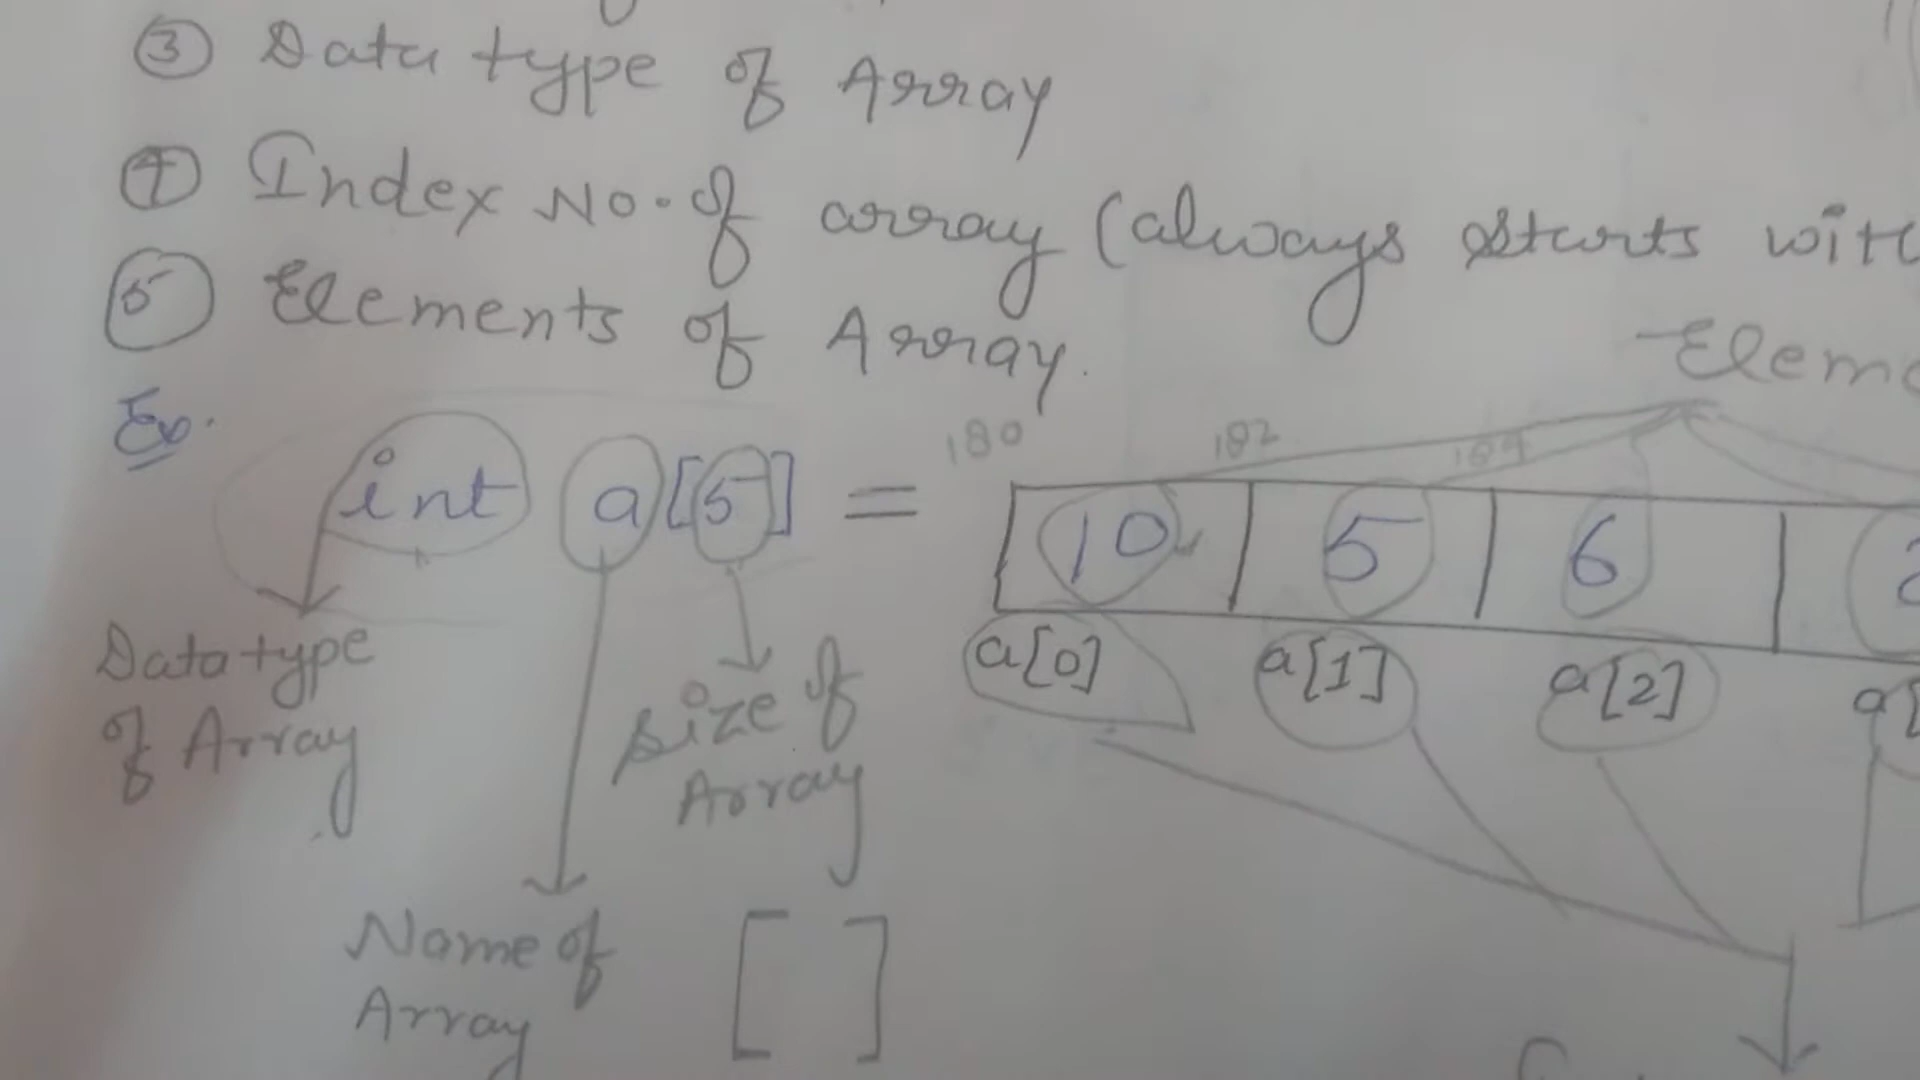 ③ Data type of Array
④ Index No. of array (always starts with
⑤ Elements of Array.
Elem
Ex.
180 182 184
int a[5] = 10 5 6
a[0] a[1] a[2] a[
Data type
of Array
size of
Array
Name of
Array
[ ]